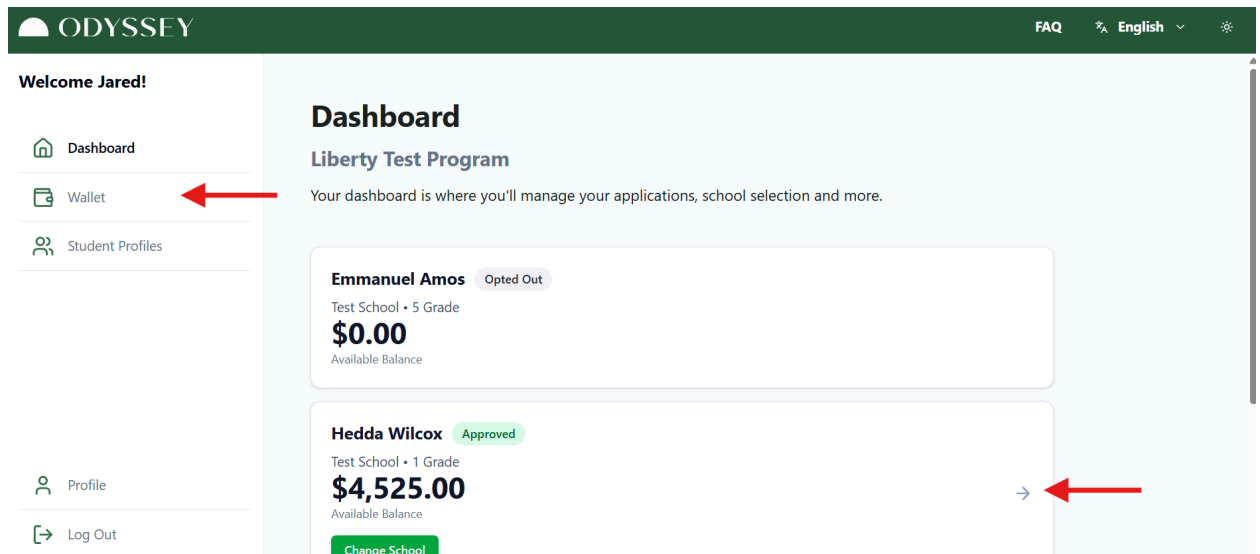 ODYSSEY
FAQ
English
Welcome Jared!
Dashboard
Wallet
Student Profiles
Profile
Log Out
Dashboard
Liberty Test Program
Your dashboard is where you'll manage your applications, school selection and more.
Emmanuel Amos Opted Out
Test School • 5 Grade
$0.00
Available Balance
Hedda Wilcox Approved
Test School • 1 Grade
$4,525.00
Available Balance
Change School